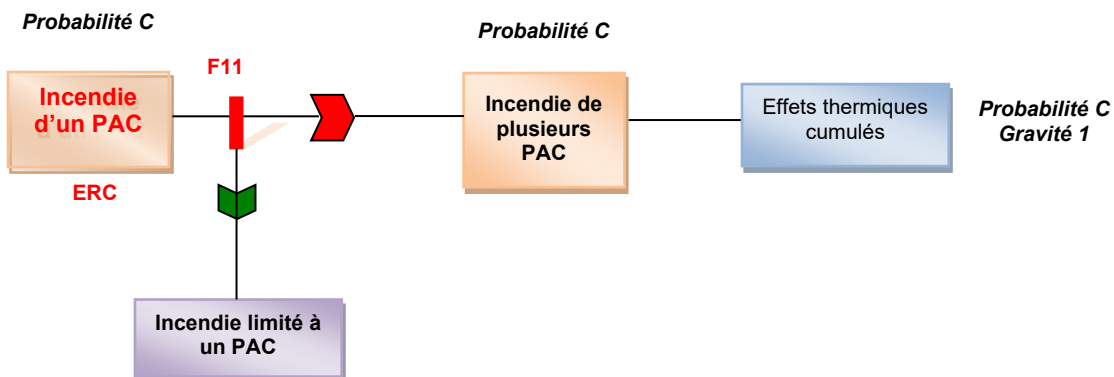 Probabilité C
Probabilité C
F11
Incendie
d’un PAC
Incendie de
plusieurs
PAC
Effets thermiques
cumulés
Probabilité C
Gravité 1
ERC
Incendie limité à
un PAC